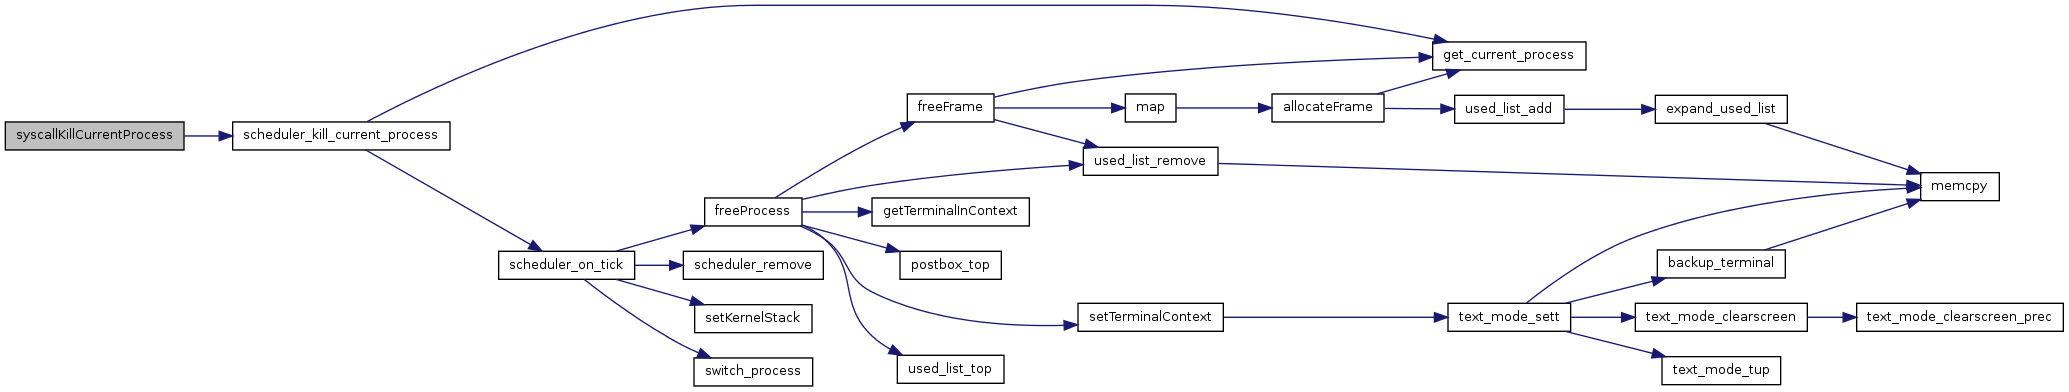 syscallKillCurrentProcess
scheduler_kill_current_process
scheduler_on_tick
freeProcess
scheduler_remove
setKernelStack
switch_process
freeFrame
used_list_remove
getTerminalInContext
postbox_top
setTerminalContext
used_list_top
map
allocateFrame
get_current_process
used_list_add
expand_used_list
memcpy
text_mode_sett
backup_terminal
text_mode_clearscreen
text_mode_tup
text_mode_clearscreen_prec